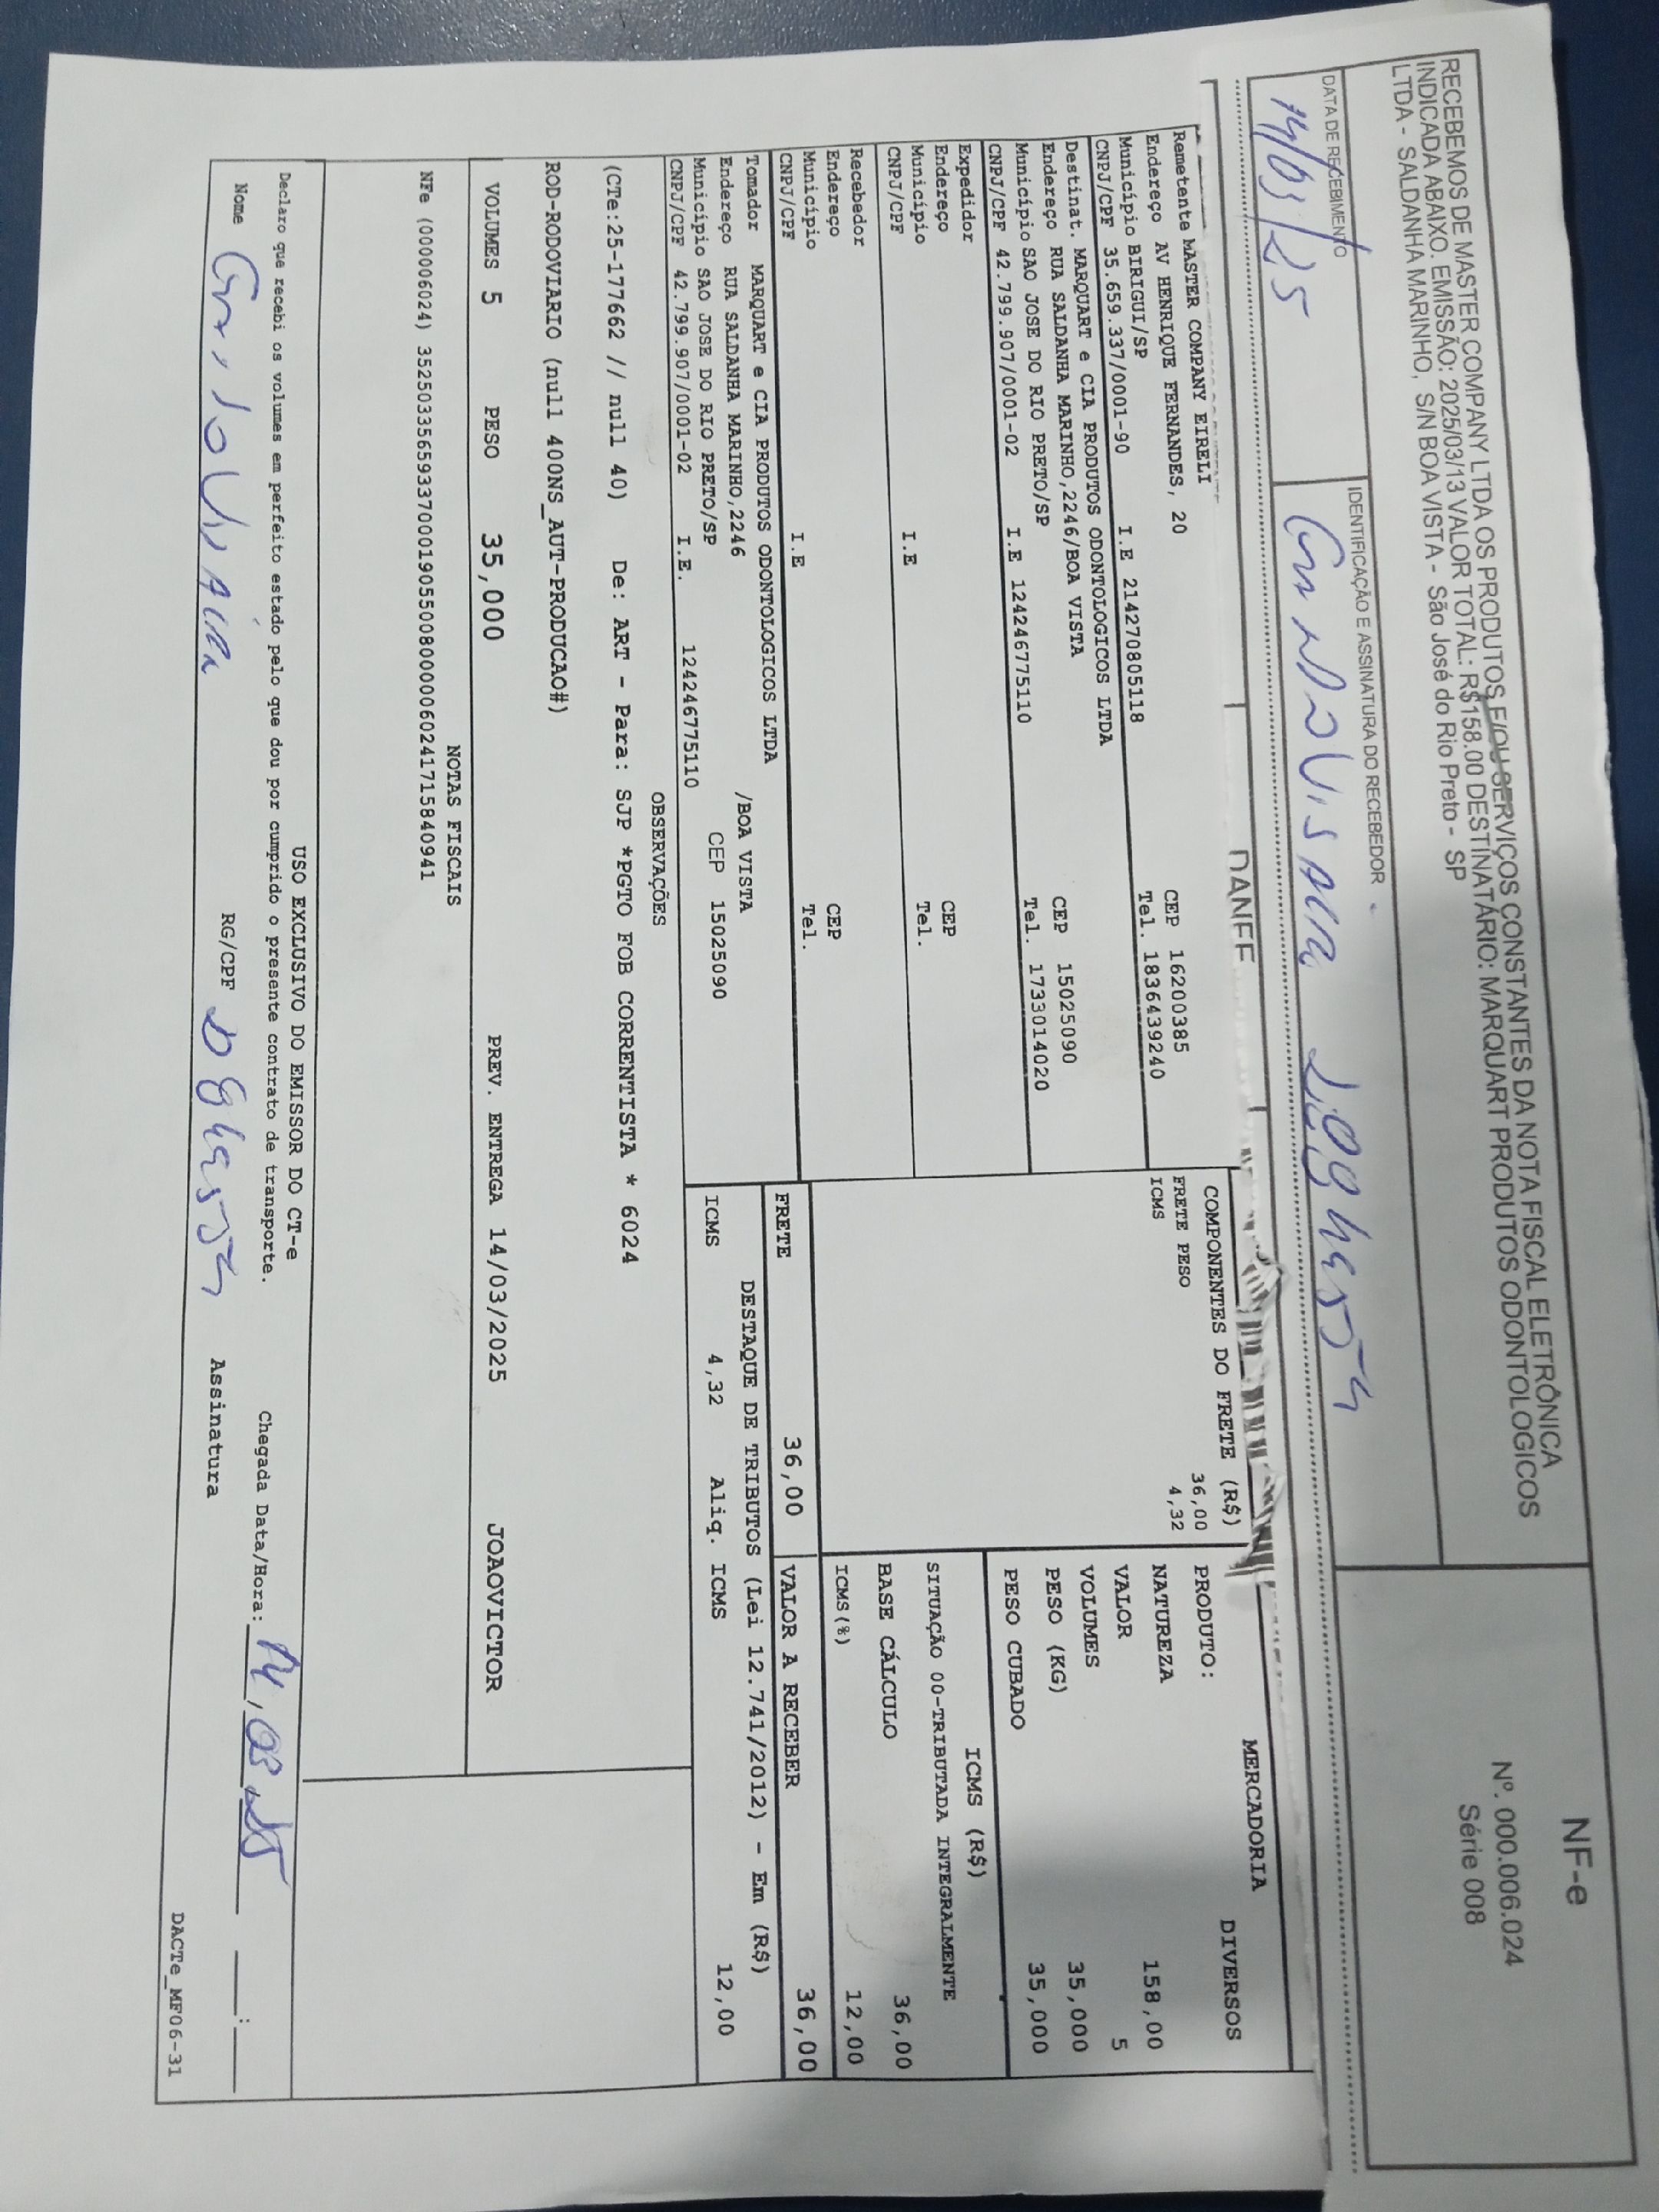 RECEBEMOS DE MASTER COMPANY LTDA OS PRODUTOS E/OU SERVIÇOS CONSTANTES DA NOTA FISCAL ELETRÔNICA
INDICADA ABAIXO. EMISSÃO: 2025/03/13 VALOR TOTAL: R$158.00 DESTINATÁRIO: MARQUART PRODUTOS ODONTOLOGICOS
LTDA - SALDANHA MARINHO, S/N BOA VISTA - São José do Rio Preto - SP
NF-e
Nº. 000.006.024
Série 008
DATA DE RECEBIMENTO
14/03/25
IDENTIFICAÇÃO E ASSINATURA DO RECEBEDOR
DANFE
Remetente MASTER COMPANY EIRELI
Endereço AV HENRIQUE FERNANDES, 20 CEP 16200385
Município BIRIGUI/SP Tel. 1836439240
CNPJ/CPF 35.659.337/0001-90 I.E 214270805118
Destinat. MARQUART e CIA PRODUTOS ODONTOLOGICOS LTDA
Endereço RUA SALDANHA MARINHO,2246/BOA VISTA CEP 15025090
Município SAO JOSE DO RIO PRETO/SP Tel. 1733014020
CNPJ/CPF 42.799.907/0001-02 I.E 124246775110
Expedidor
Endereço CEP
Município Tel.
CNPJ/CPF I.E
Recebedor
Endereço CEP
Município Tel.
CNPJ/CPF I.E
Tomador MARQUART e CIA PRODUTOS ODONTOLOGICOS LTDA
Endereço RUA SALDANHA MARINHO,2246 /BOA VISTA
Município SAO JOSE DO RIO PRETO/SP CEP 15025090
CNPJ/CPF 42.799.907/0001-02 I.E. 124246775110
COMPONENTES DO FRETE (R$)
FRETE PESO 36,00
ICMS 4,32
MERCADORIA
PRODUTO: DIVERSOS
NATUREZA
VALOR 158,00
VOLUMES 5
PESO (KG) 35,000
PESO CUBADO 35,000
ICMS (R$)
SITUAÇÃO 00-TRIBUTADA INTEGRALMENTE
BASE CÁLCULO 36,00
ICMS(%) 12,00
FRETE 36,00 VALOR A RECEBER 36,00
DESTAQUE DE TRIBUTOS (Lei 12.741/2012) - Em (R$)
ICMS 4,32 Aliq. ICMS 12,00
OBSERVAÇÕES
(CTe:25-177662 // null 40) De: ART - Para: SJP *PGTO FOB CORRENTISTA * 6024
ROD-RODOVIARIO (null 400NS_AUT-PRODUCAO#)
VOLUMES 5 PESO 35,000 PREV. ENTREGA 14/03/2025 JOAOVICTOR
NOTAS FISCAIS
NFe (000006024) 35250335659337000190550080000060241715840941
USO EXCLUSIVO DO EMISSOR DO CT-e
Declaro que recebi os volumes em perfeito estado pelo que dou por cumprido o presente contrato de transporte.
Chegada Data/Hora: 14,03,25 :
Nome RG/CPF Assinatura
DACTe_MF06-31